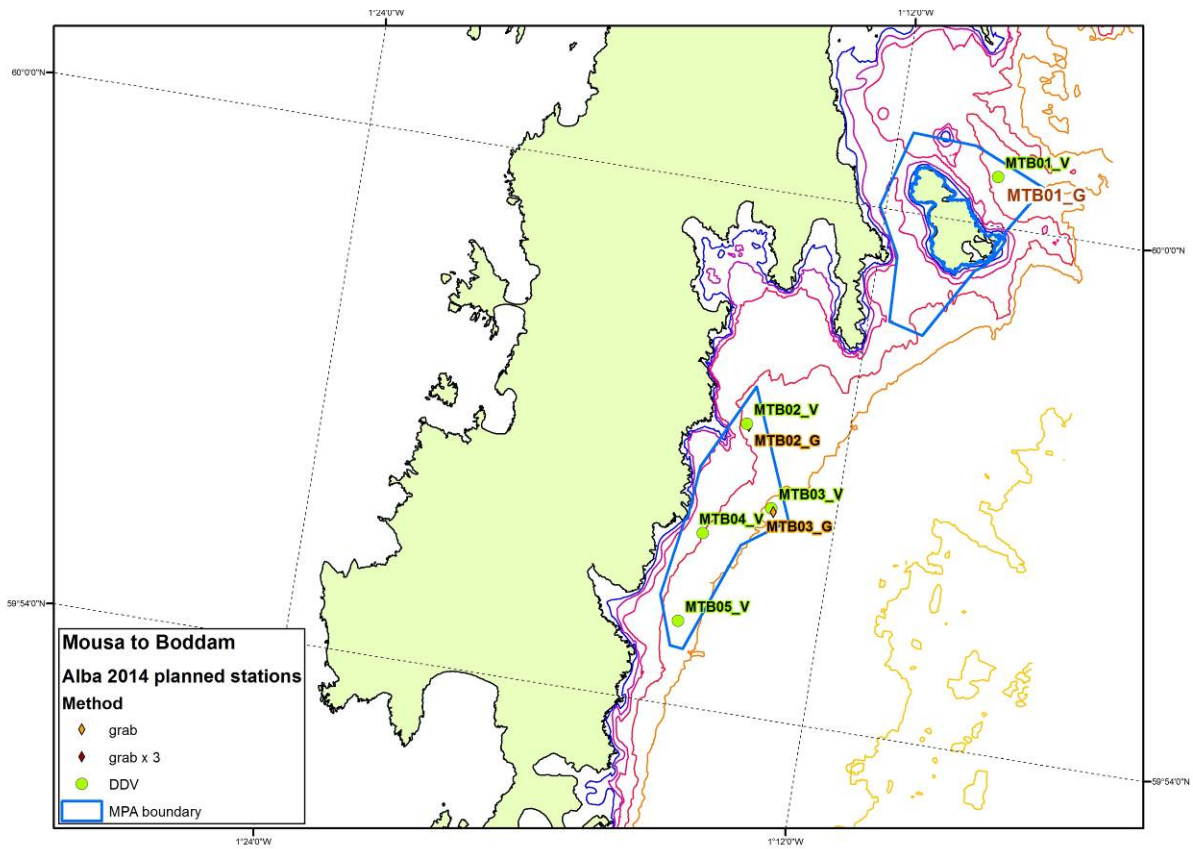 1°24'0"W
1°12'0"W
60°0'0"N
MTB01_V
MTB01_G
60°0'0"N
MTB02_V
MTB02_G
MTB03_V
MTB04_V
MTB03_G
59°54'0"N
MTB05_V
Mousa to Boddam
Alba 2014 planned stations
Method
grab
grab x 3
DDV
MPA boundary
59°54'0"N
1°24'0"W
1°12'0"W